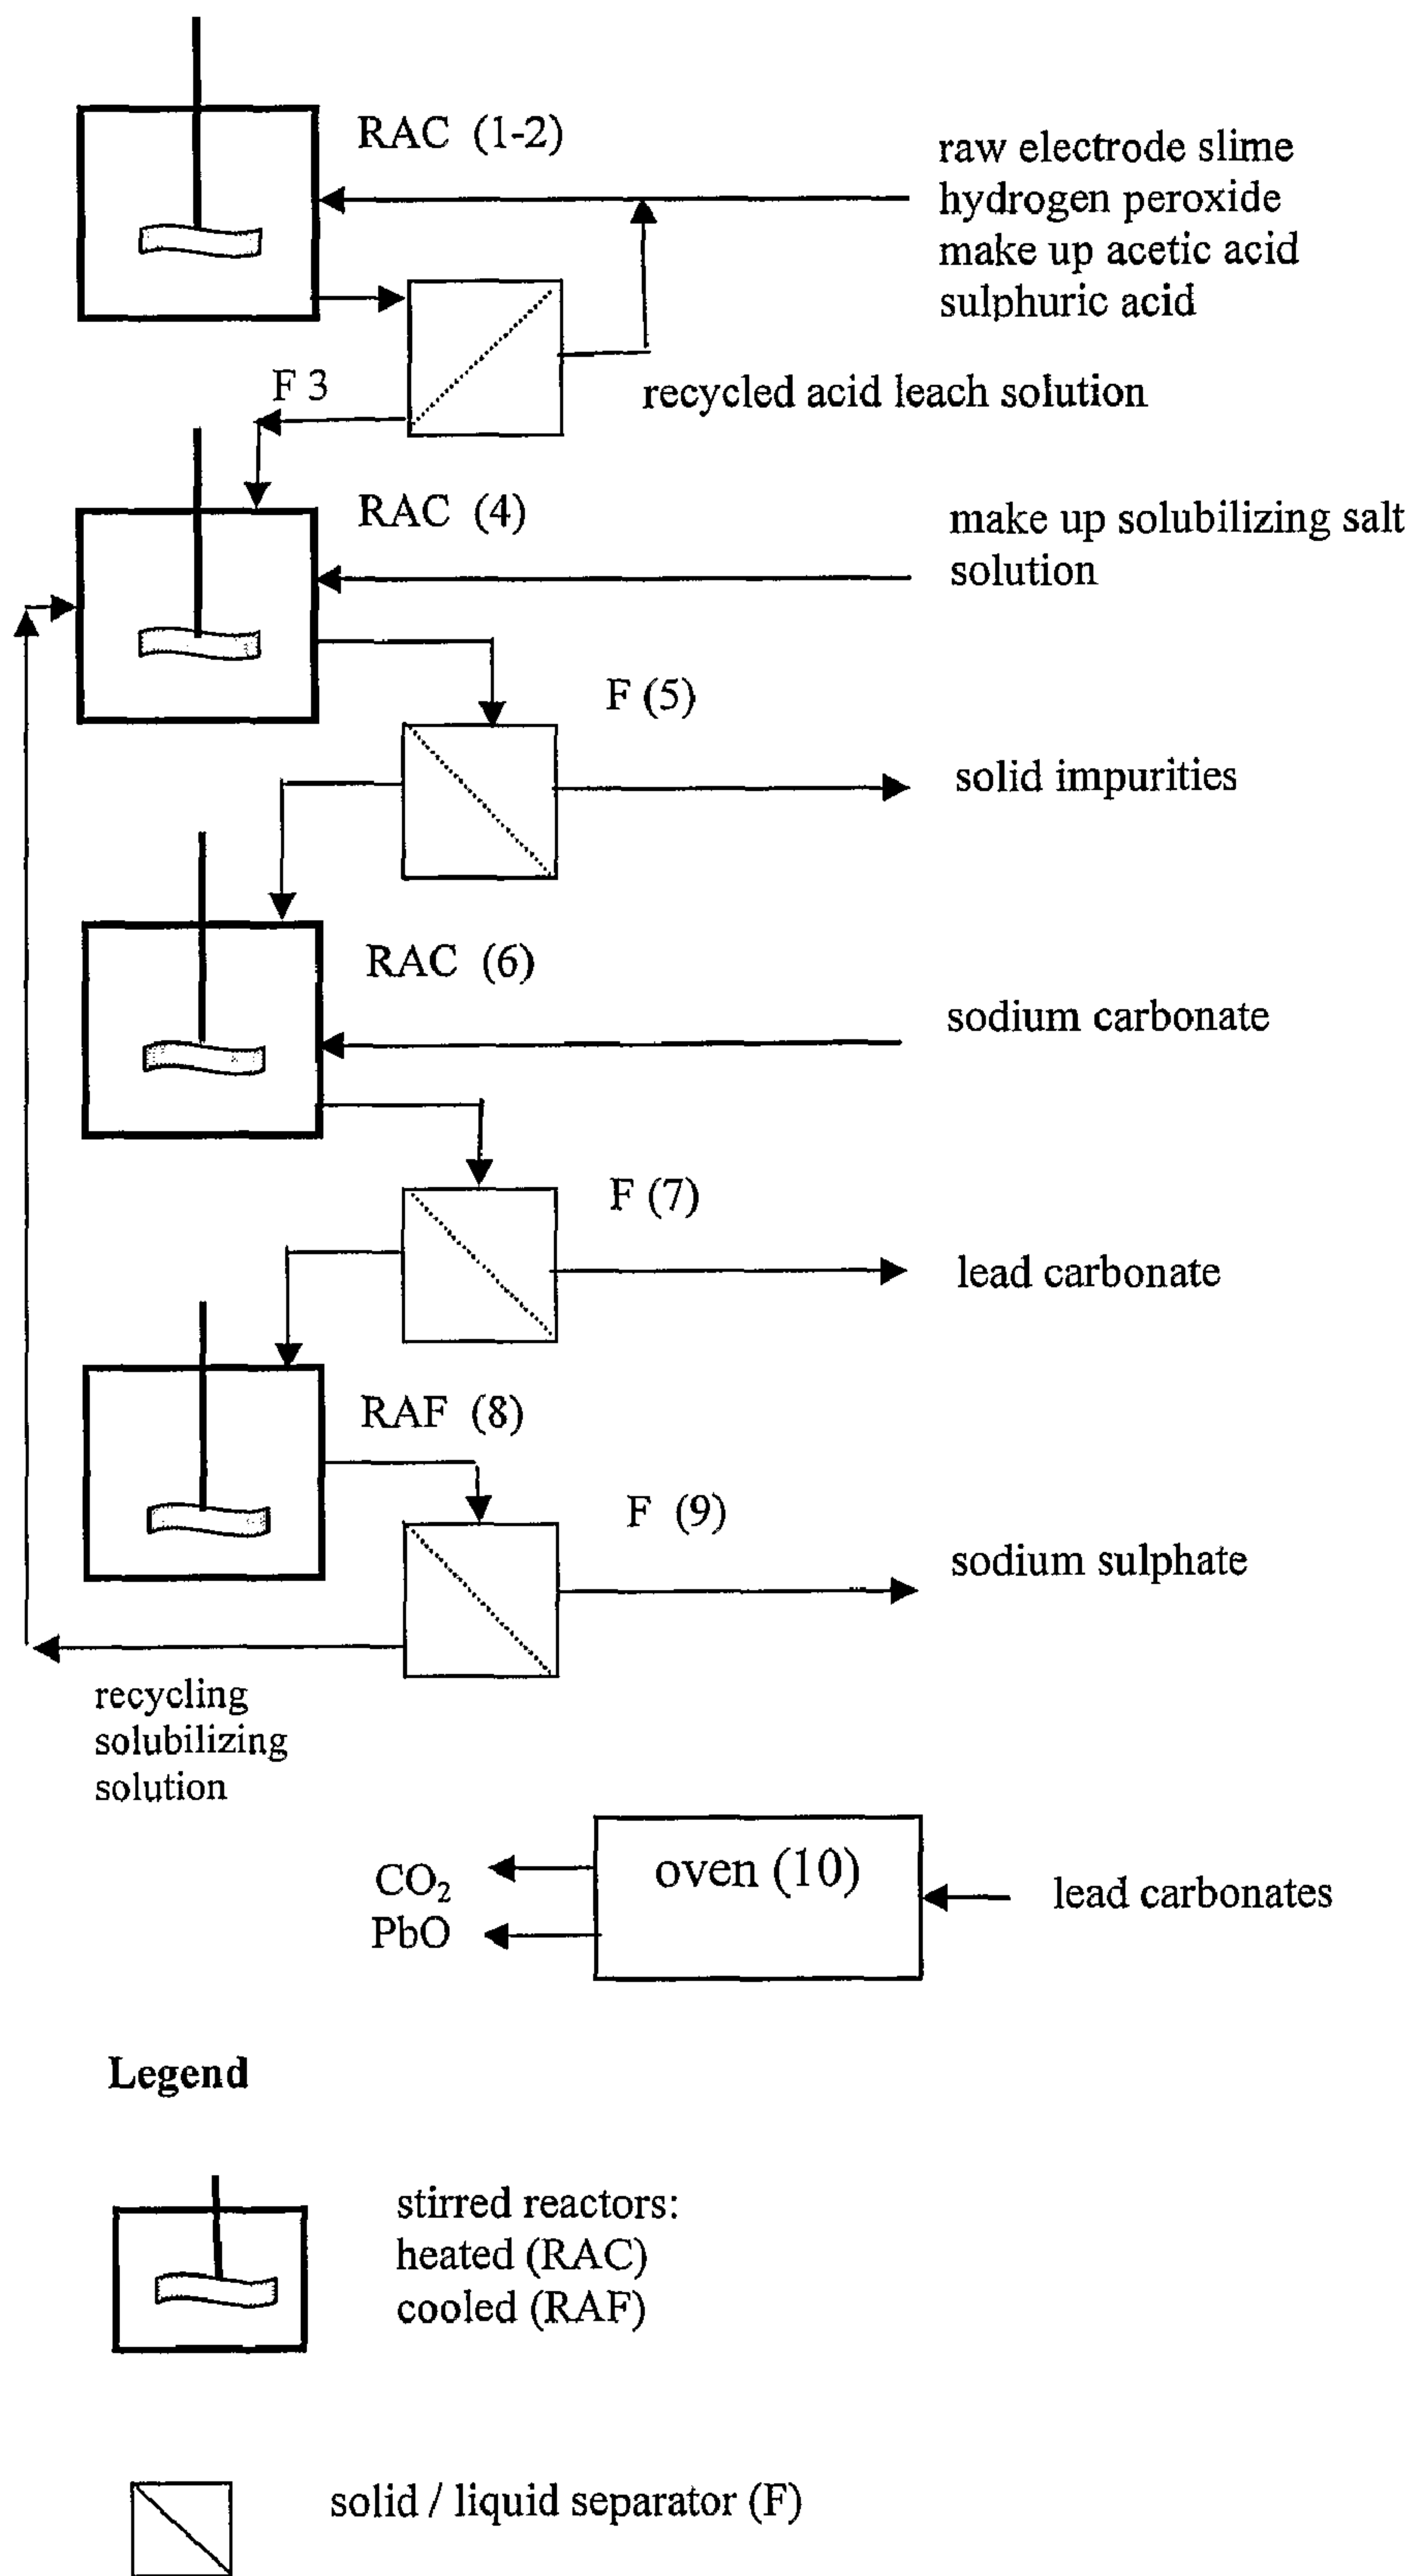 RAC (1-2)
raw electrode slime
hydrogen peroxide
make up acetic acid
sulphuric acid
F 3
recycled acid leach solution
RAC (4)
make up solubilizing salt
solution
F (5)
solid impurities
RAC (6)
sodium carbonate
F (7)
lead carbonate
RAF (8)
F (9)
sodium sulphate
recycling
solubilizing
solution
oven (10)
CO₂
PbO
lead carbonates
Legend
stirred reactors:
heated (RAC)
cooled (RAF)
solid / liquid separator (F)